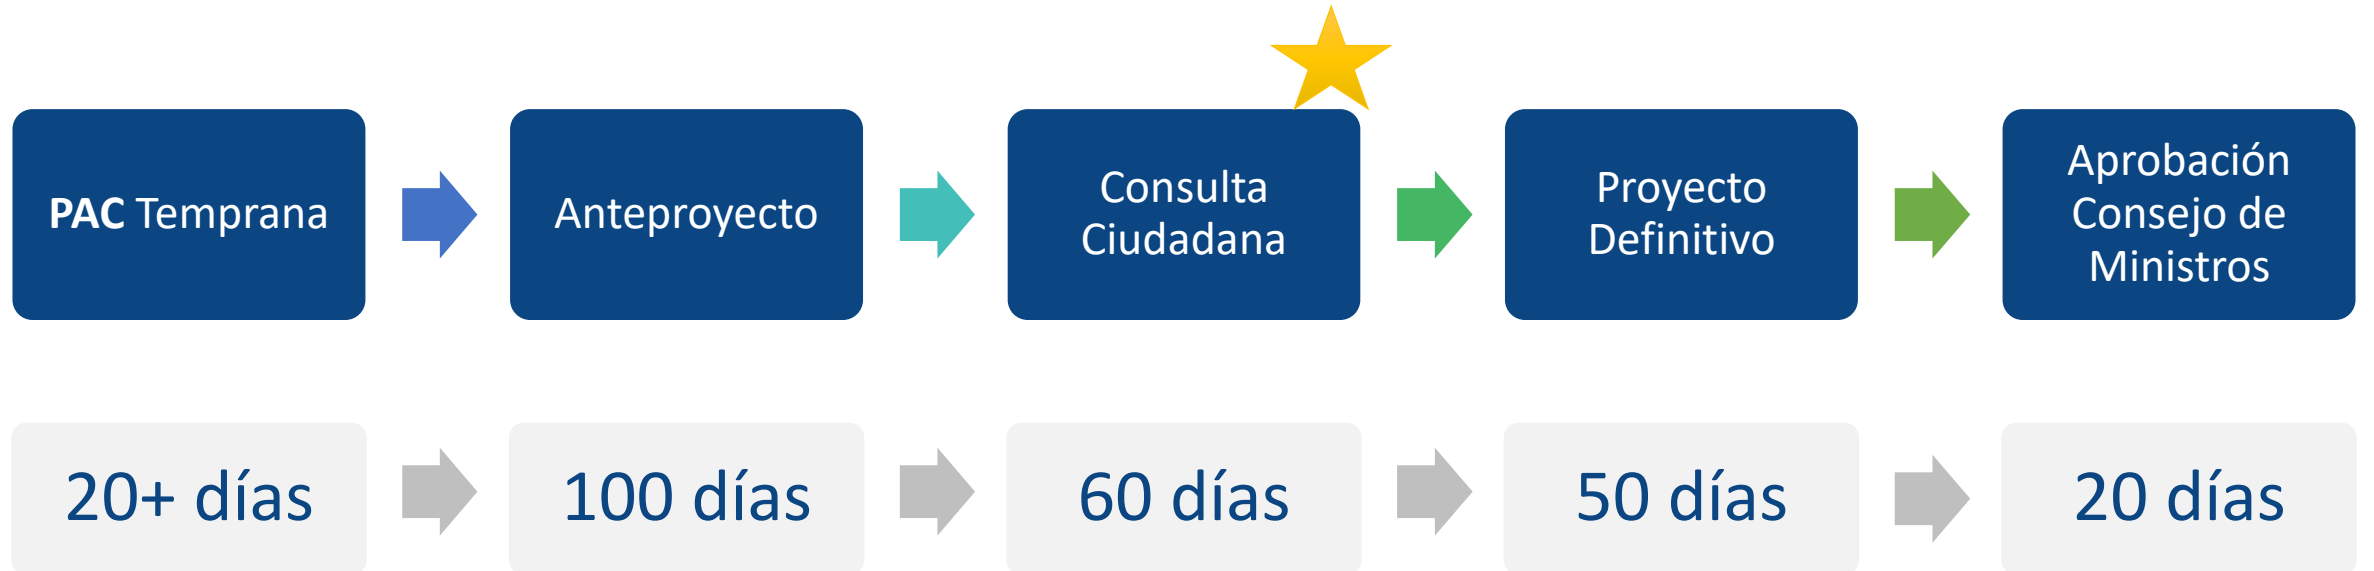 PAC Temprana
Anteproyecto
Consulta
Ciudadana
Proyecto
Definitivo
Aprobación
Consejo de
Ministros
20+ días
100 días
60 días
50 días
20 días